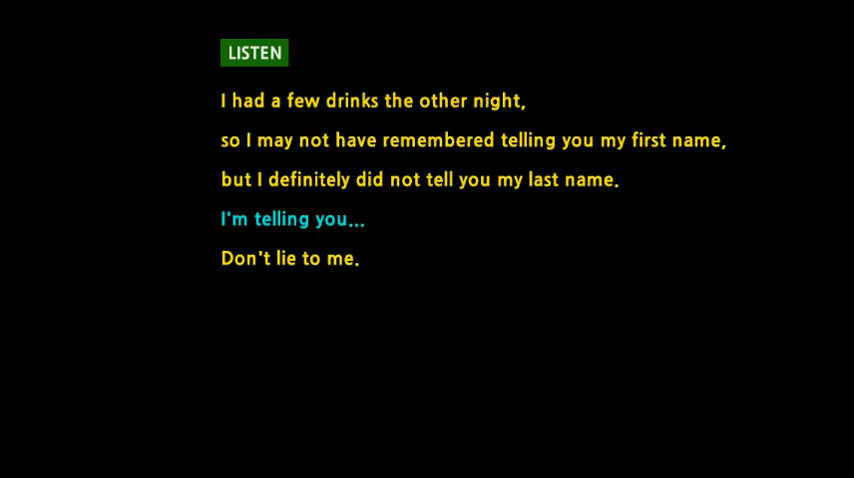 LISTEN
I had a few drinks the other night,
so I may not have remembered telling you my first name,
but I definitely did not tell you my last name.
I'm telling you...
Don't lie to me.